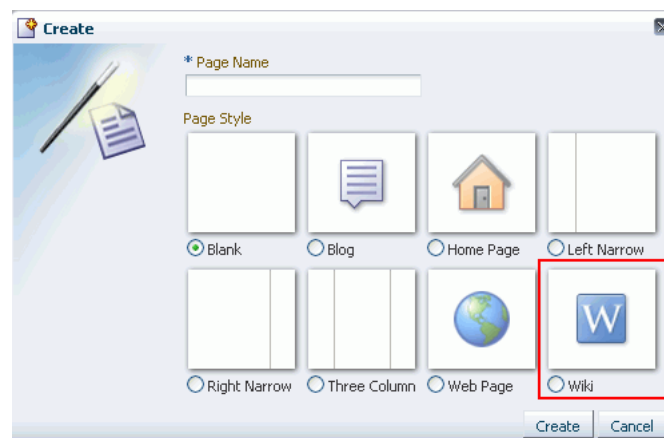 Create
* Page Name
Page Style
Blank Blog Home Page Left Narrow
W
Right Narrow Three Column Web Page Wiki
Create Cancel